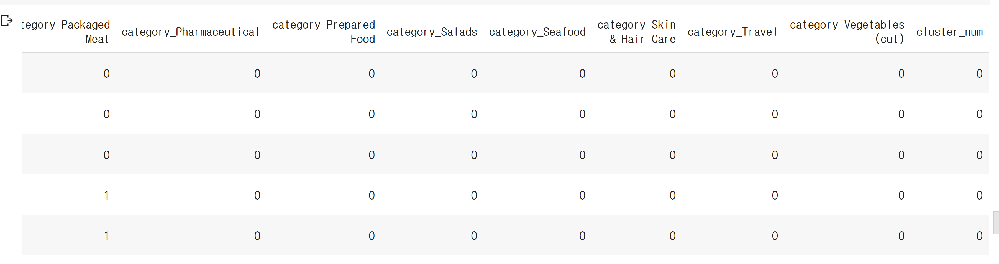 tegory_Packaged Meat category_Pharmaceutical category_Prepared Food category_Salads category_Seafood category_Skin & Hair Care category_Travel category_Vegetables (cut) cluster_num
0 0 0 0 0 0 0 0 0
0 0 0 0 0 0 0 0 0
0 0 0 0 0 0 0 0 0
1 0 0 0 0 0 0 0 0
1 0 0 0 0 0 0 0 0